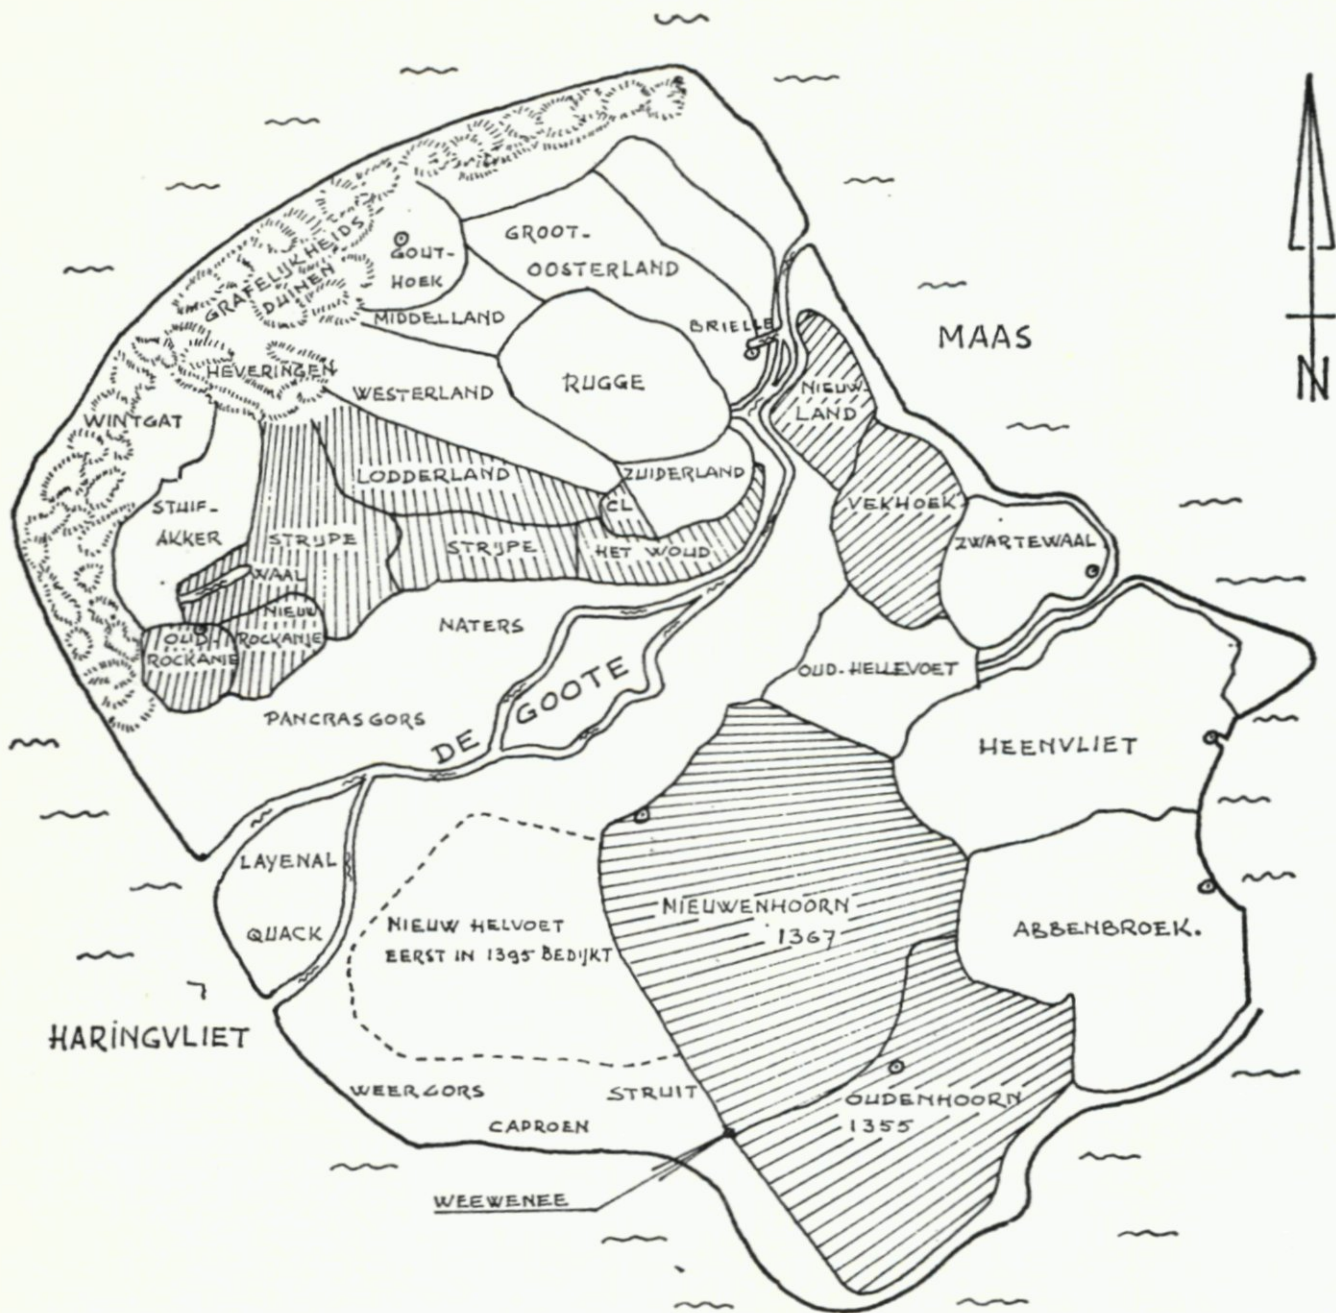 GROOT-
OOSTERLAND
GOUT-
HOEK
GRAFELIJKHEIDS
DUINEN
MIDDELLAND
BRIELLE
MAAS
HEVERINGEN
WESTERLAND
RUGGE
NIEUW-
LAND
N
WINTGAT
LODDERLAND
ZUIDERLAND
CL
VEKHOEK
STUIF-
AKKER
STRIJPE
STRIJPE
HET WOUD
ZWARTEWAAL
WAAL
NIEUW
ROCKANJE
OUD-
ROCKANJE
NATERS
OUD-HELLEVOET
PANCRASGORS
DE GOOTE
HEENVLIET
LAYENAL
QUACK
NIEUW HELVOET
EERST IN 1395 BEDIJKT
NIEUWENHOORN
1367
ABBENBROEK.
HARINGVLIET
WEERGORS
STRUIT
CAPROEN
OUDENHOORN
1355
WEEWENEE